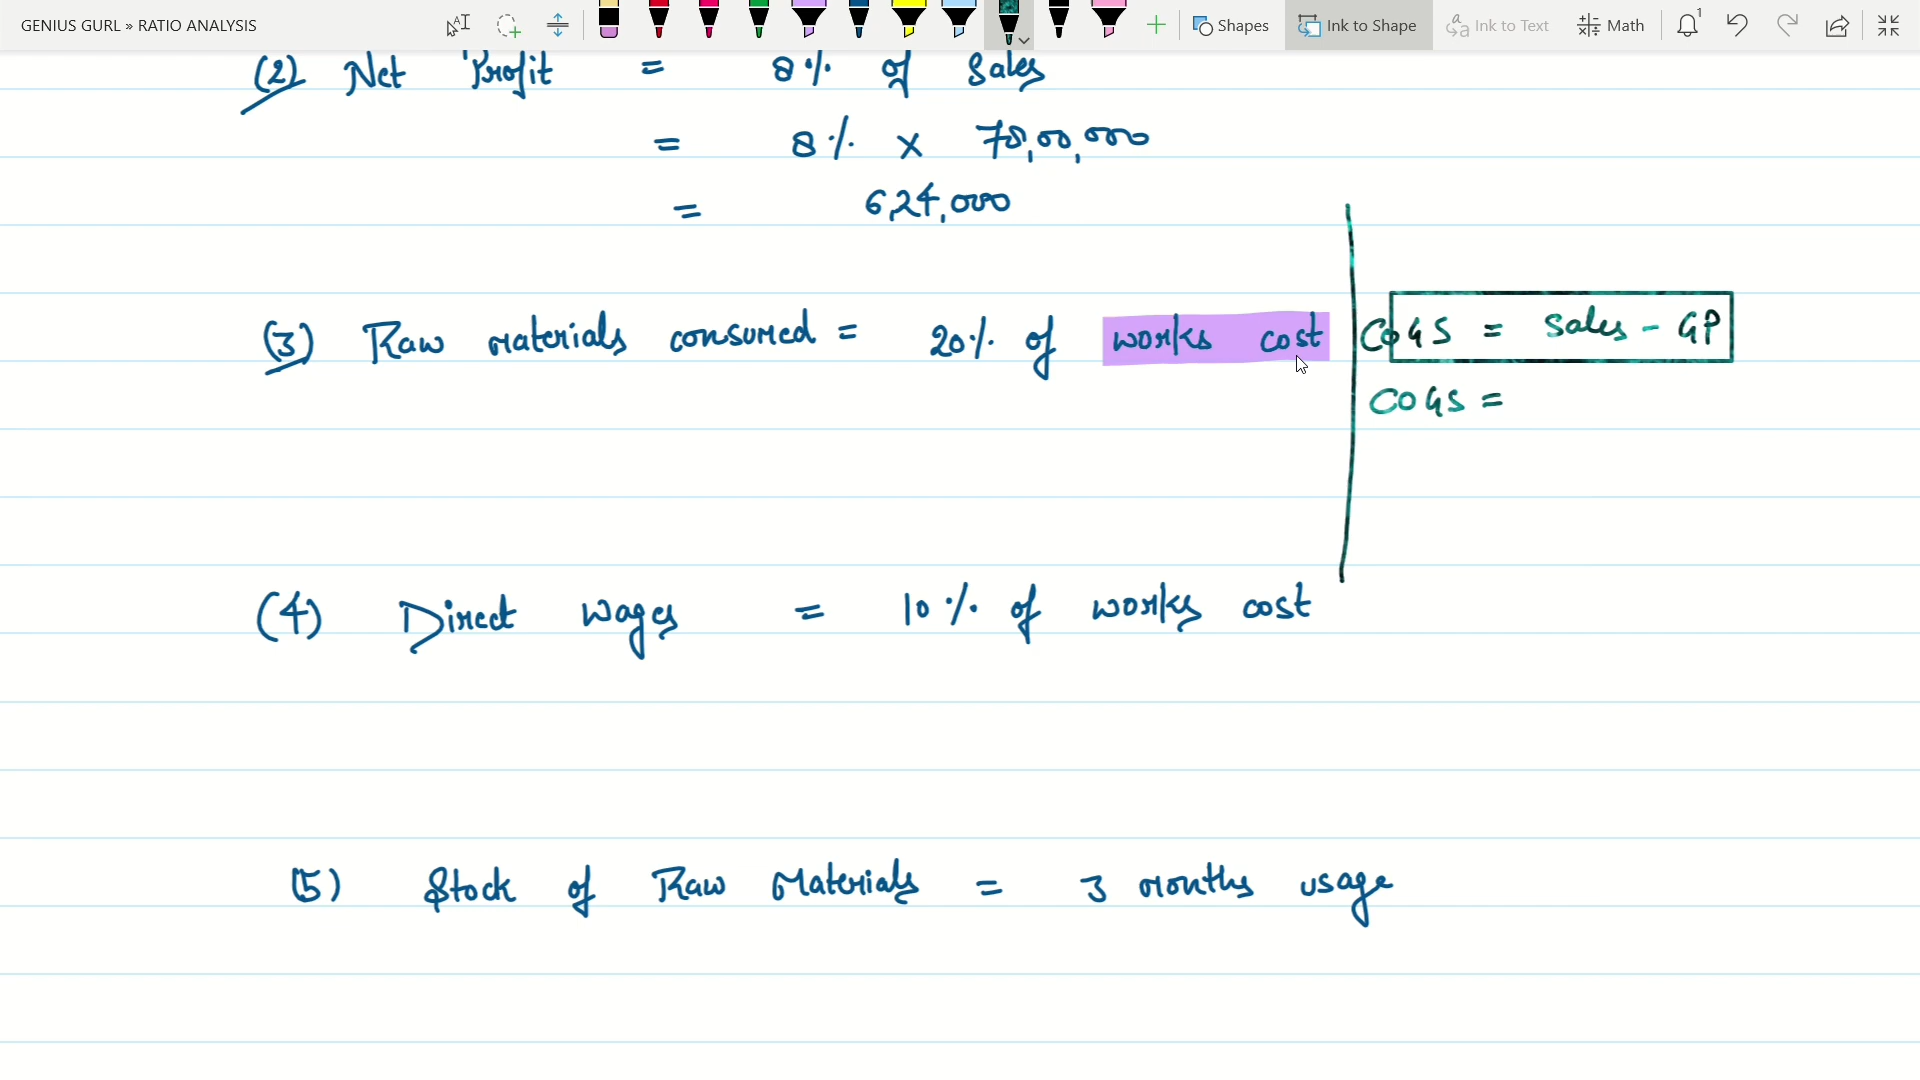 GENIUS GURL » RATIO ANALYSIS Shapes Ink to Shape Ink to Text Math 1
(2) Net Profit = 8% of Sales
= 8% x 78,00,000
= 624,000
(3) Raw materials consumed = 20% of works cost
COGS = Sales - GP
COGS =
(4) Direct wages = 10% of works cost
(5) Stock of Raw Materials = 3 months usage